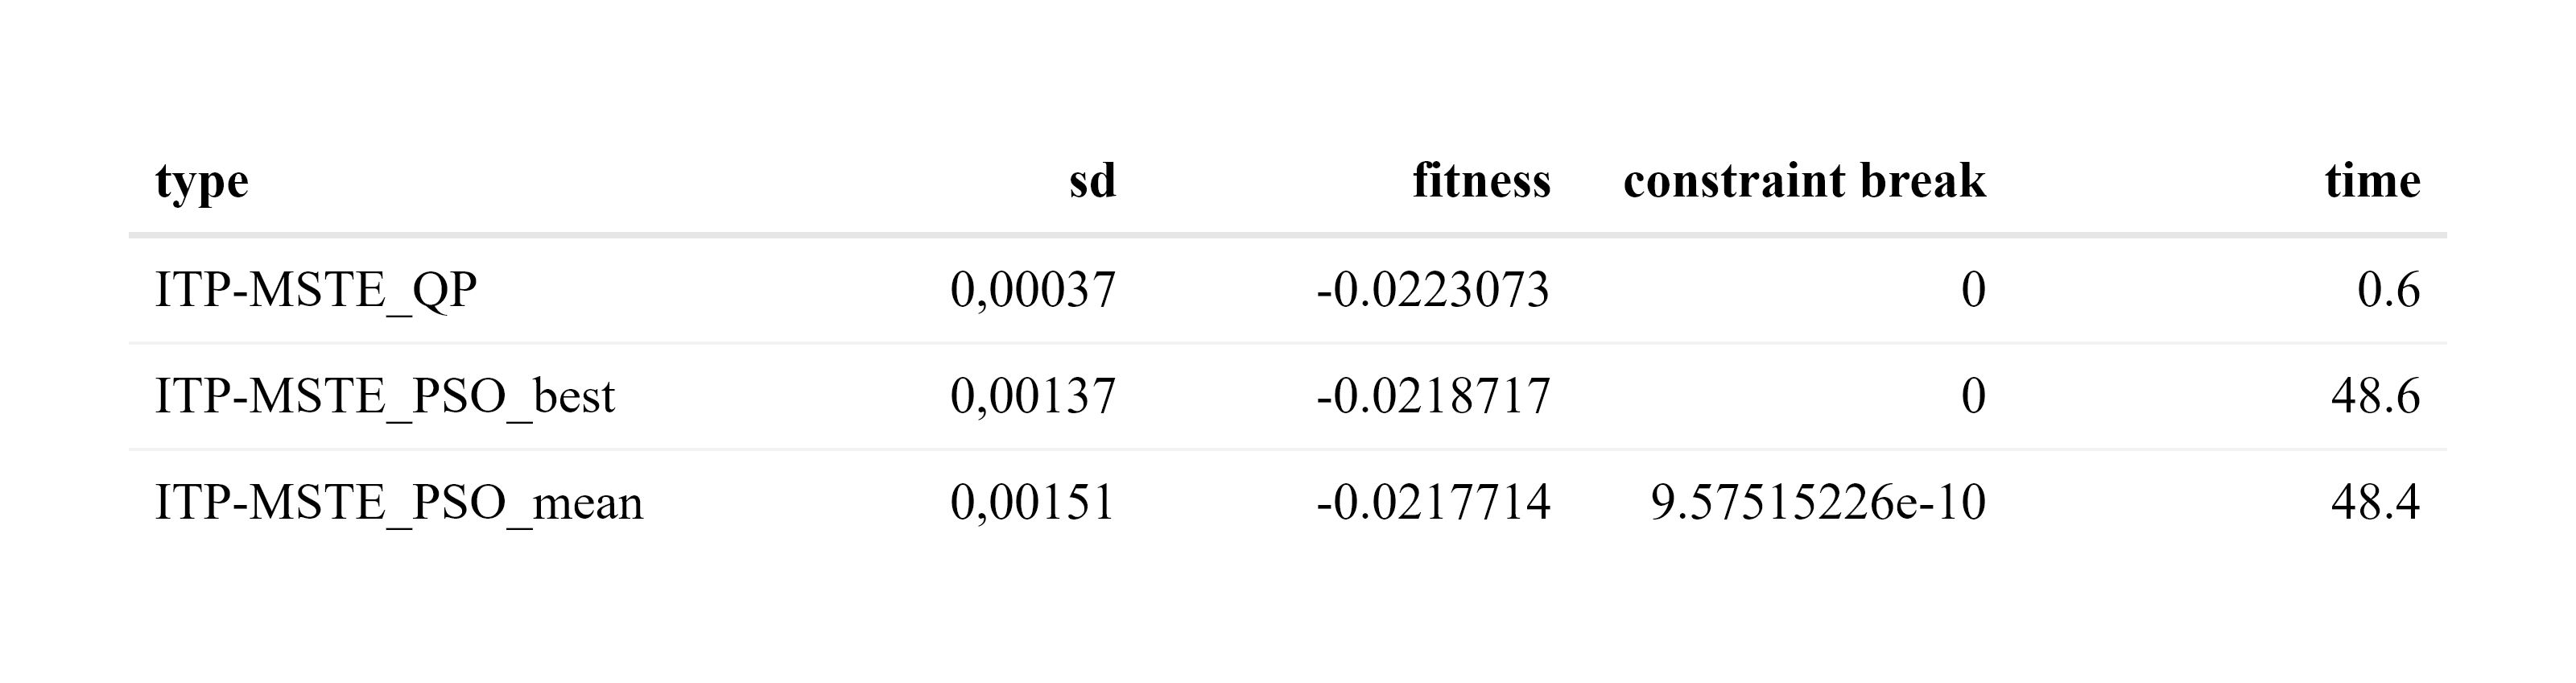 type sd fitness constraint break time
ITP-MSTE_QP 0,00037 -0.0223073 0 0.6
ITP-MSTE_PSO_best 0,00137 -0.0218717 0 48.6
ITP-MSTE_PSO_mean 0,00151 -0.0217714 9.57515226e-10 48.4